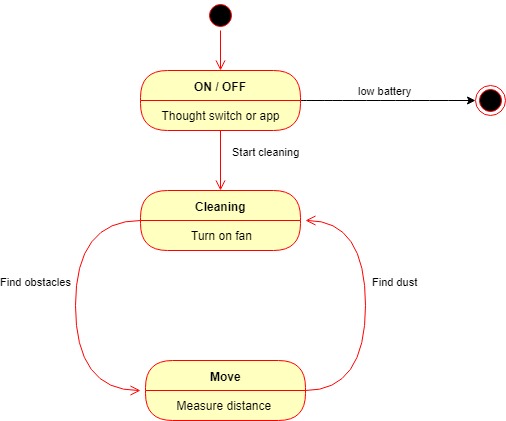 ON / OFF
Thought switch or app
low battery
Start cleaning
Cleaning
Turn on fan
Find obstacles
Find dust
Move
Measure distance